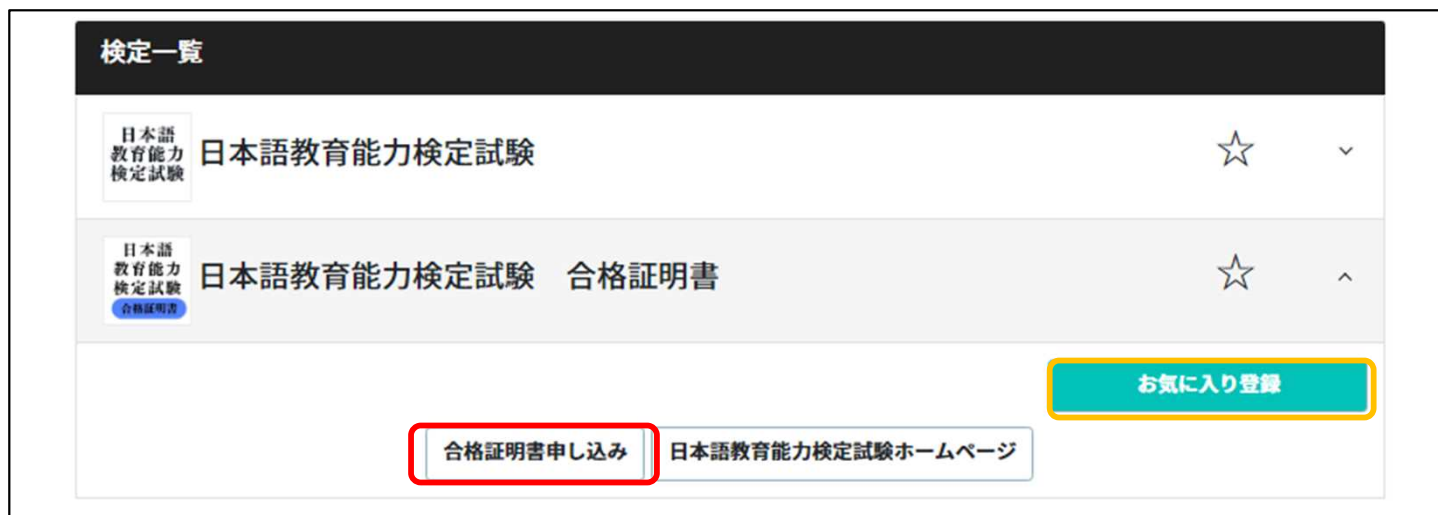 検定一覧
日本語
教育能力
検定試験
日本語教育能力検定試験
日本語
教育能力
検定試験
合格証明書
日本語教育能力検定試験　合格証明書
お気に入り登録
合格証明書申し込み
日本語教育能力検定試験ホームページ